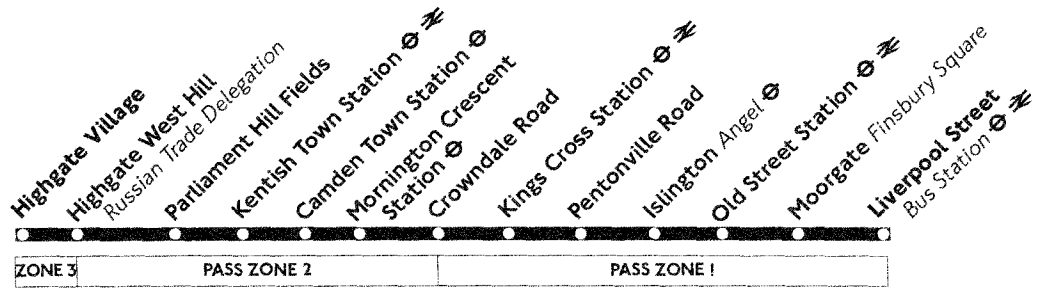 Highgate Village
Highgate West Hill
Russian Trade Delegation
Parliament Hill Fields
Kentish Town Station
Camden Town Station
Mornington Crescent
Station
Crowndale Road
Kings Cross Station
Pentonville Road
Islington Angel
Old Street Station
Moorgate Finsbury Square
Liverpool Street
Bus Station
ZONE 3
PASS ZONE 2
PASS ZONE 1